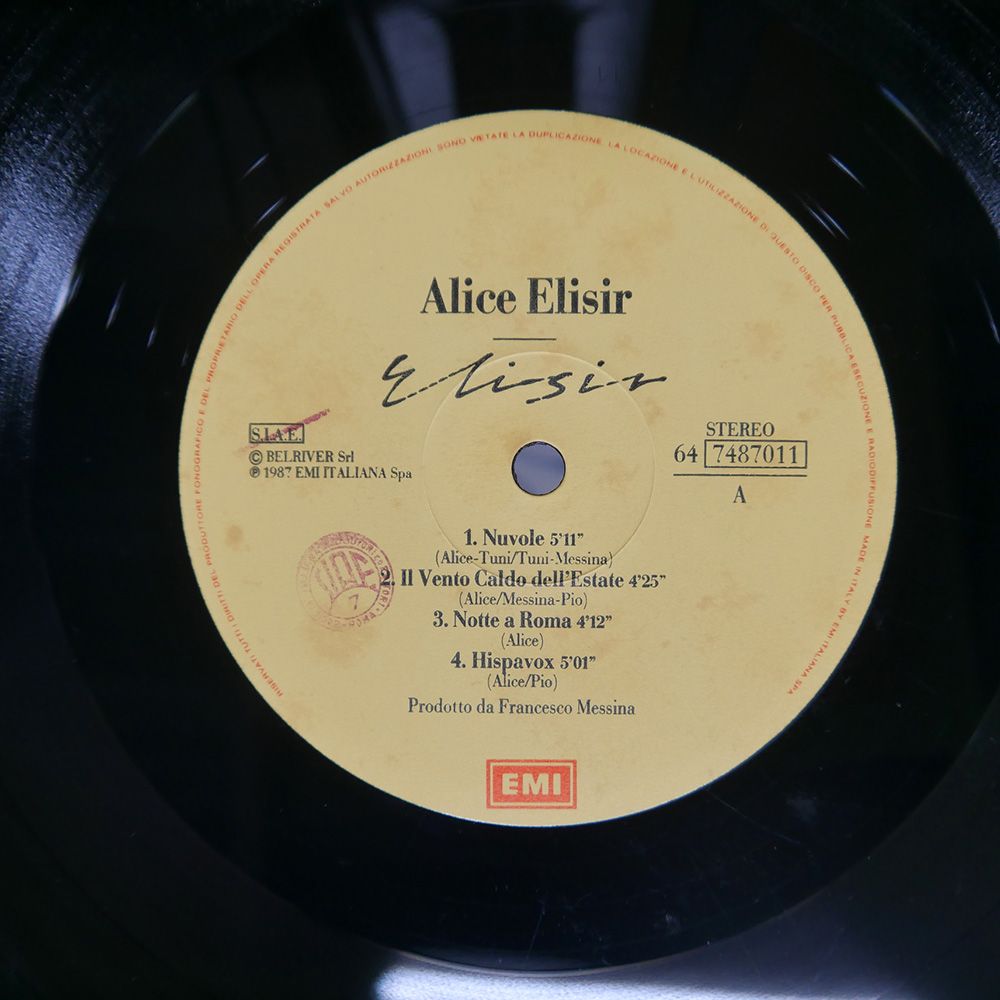 RISERVATI TUTTI I DIRITTI DEL PRODUTTORE FONOGRAFICO E DEL PROPRIETARIO DELL'OPERA REGISTRATA. SALVO AUTORIZZAZIONI, SONO VIETATE LA DUPLICAZIONE, LA LOCAZIONE E L'UTILIZZAZIONE DI QUESTO DISCO PER PUBBLICA ESECUZIONE E RADIODIFFUSIONE. MADE IN ITALY BY EMI ITALIANA SPA
Alice Elisir
Elisir
S.I.A.E.
© BELRIVER Srl
℗ 1987 EMI ITALIANA Spa
STEREO
64 7487011
A
1. Nuvole 5'11”
(Alice-Tuni/Tuni-Messina)
2. Il Vento Caldo dell'Estate 4'25”
(Alice/Messina-Pio)
3. Notte a Roma 4'12”
(Alice)
4. Hispavox 5'01”
(Alice/Pio)
Prodotto da Francesco Messina
7
EMI